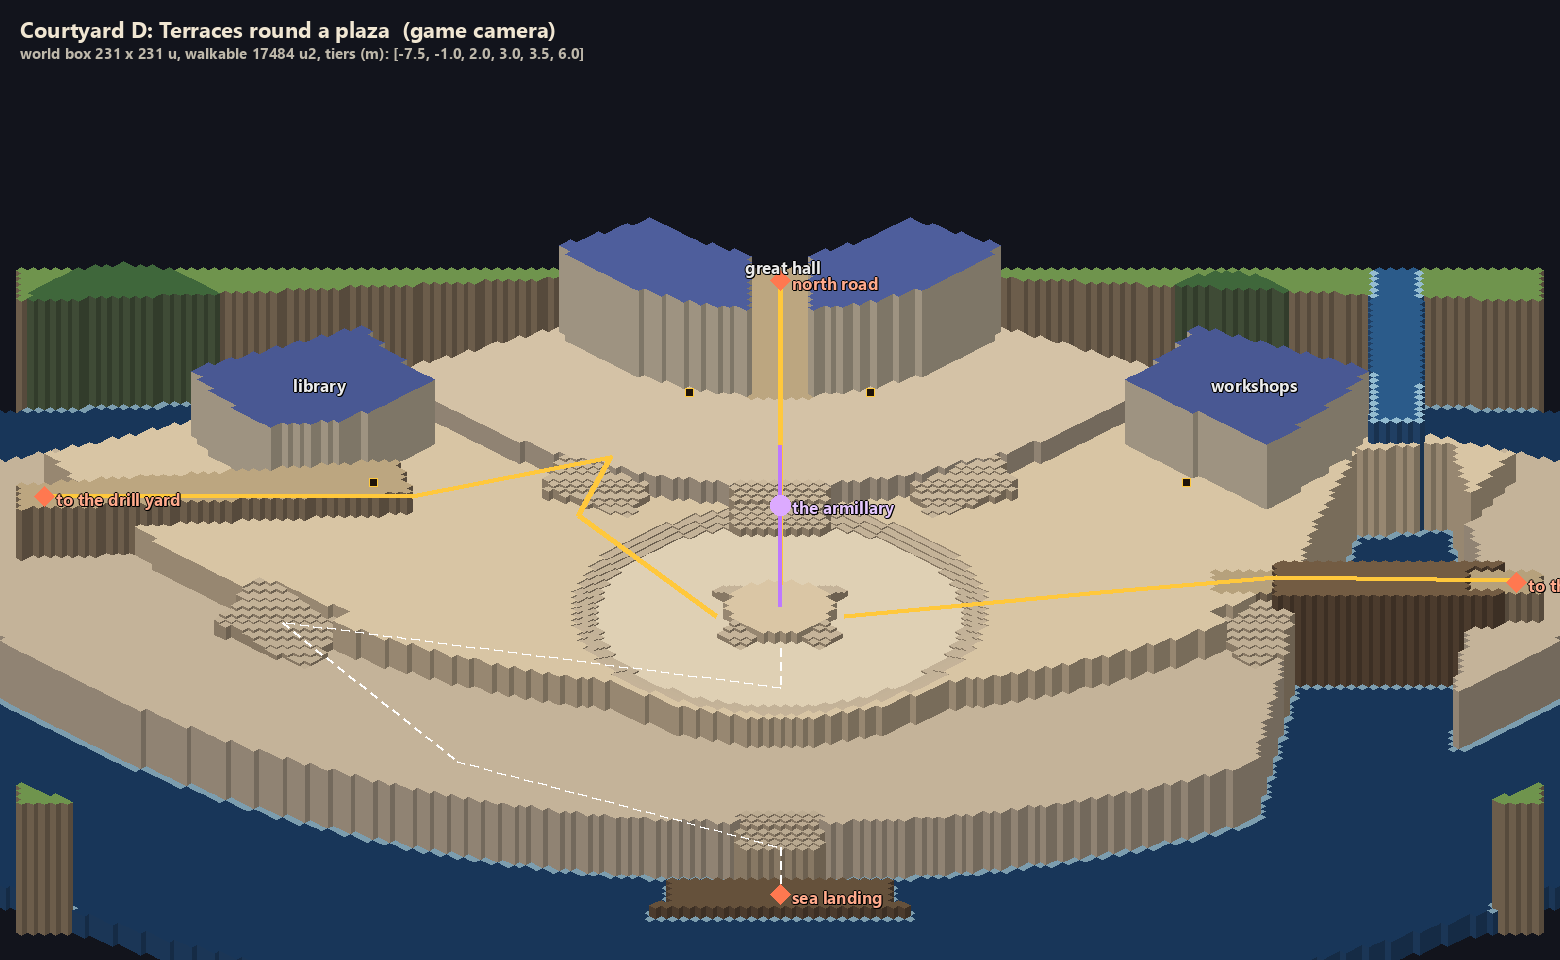 Courtyard D: Terraces round a plaza (game camera)
world box 231 x 231 u, walkable 17484 u2, tiers (m): [-7.5, -1.0, 2.0, 3.0, 3.5, 6.0]
great hall
north road
library
workshops
to the drill yard
the armillary
to
sea landing